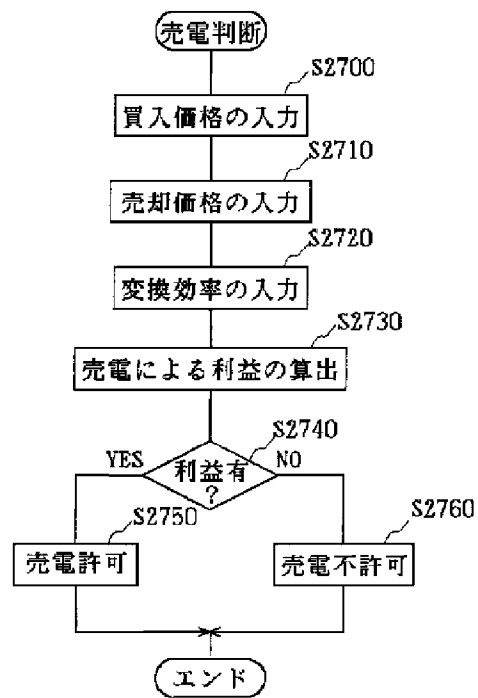 売電判断
S2700
買入価格の入力
S2710
売却価格の入力
S2720
変換効率の入力
S2730
売電による利益の算出
S2740
YES
利益有
?
NO
S2750
売電許可
S2760
売電不許可
エンド